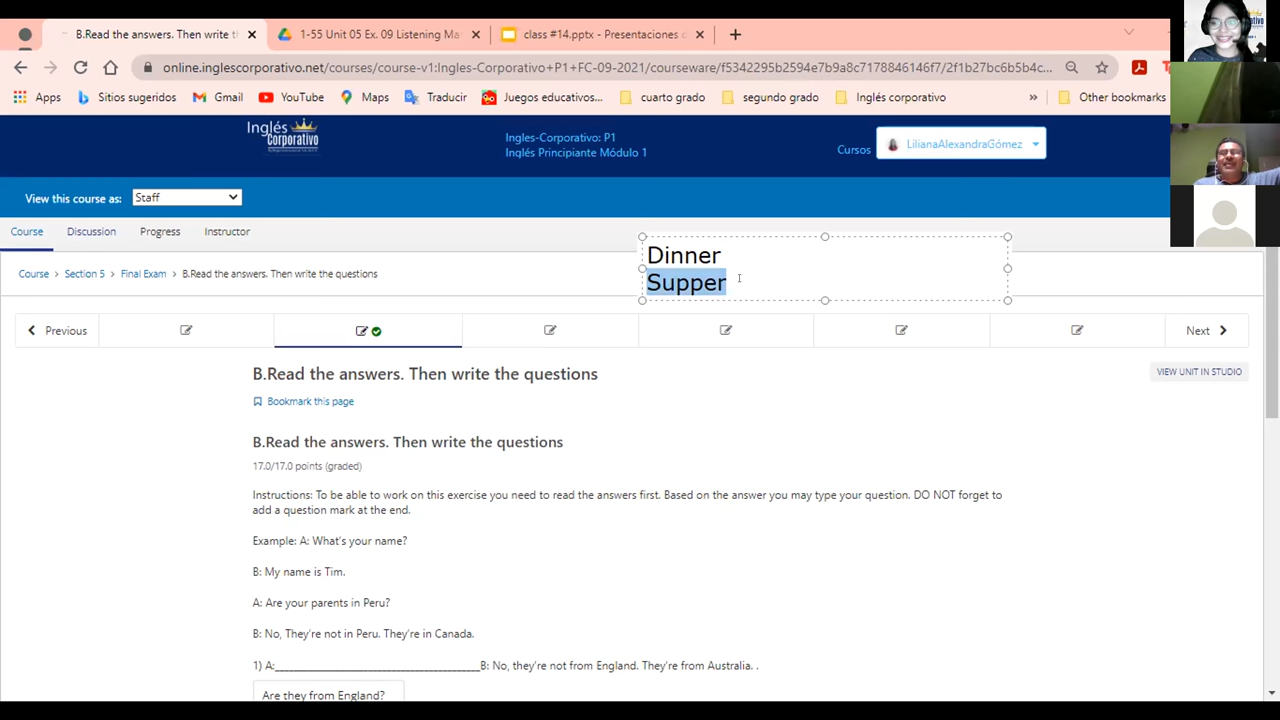 B.Read the answers. Then write th
1-55 Unit 05 Ex. 09 Listening Ma
class #14.pptx - Presentaciones d
online.inglescorporativo.net/courses/course-v1:Ingles-Corporativo+P1+FC-09-2021/courseware/f5342295b2594e7b9a8c7178846146f7/2f1b27bc6b5b4c...
Apps
Sitios sugeridos
Gmail
YouTube
Maps
Traducir
Juegos educativos...
cuarto grado
segundo grado
Inglés corporativo
»
Other bookmarks
Inglés
Corporativo
Ingles-Corporativo: P1
Inglés Principiante Módulo 1
Cursos
LilianaAlexandraGómez
View this course as:
Staff
Course
Discussion
Progress
Instructor
Dinner
Supper
Course > Section 5 > Final Exam > B.Read the answers. Then write the questions
Previous
Next
B.Read the answers. Then write the questions
VIEW UNIT IN STUDIO
Bookmark this page
B.Read the answers. Then write the questions
17.0/17.0 points (graded)
Instructions: To be able to work on this exercise you need to read the answers first. Based on the answer you may type your question. DO NOT forget to
add a question mark at the end.
Example: A: What's your name?
B: My name is Tim.
A: Are your parents in Peru?
B: No, They're not in Peru. They're in Canada.
1) A:_______________________________________B: No, they're not from England. They're from Australia. .
Are they from England?